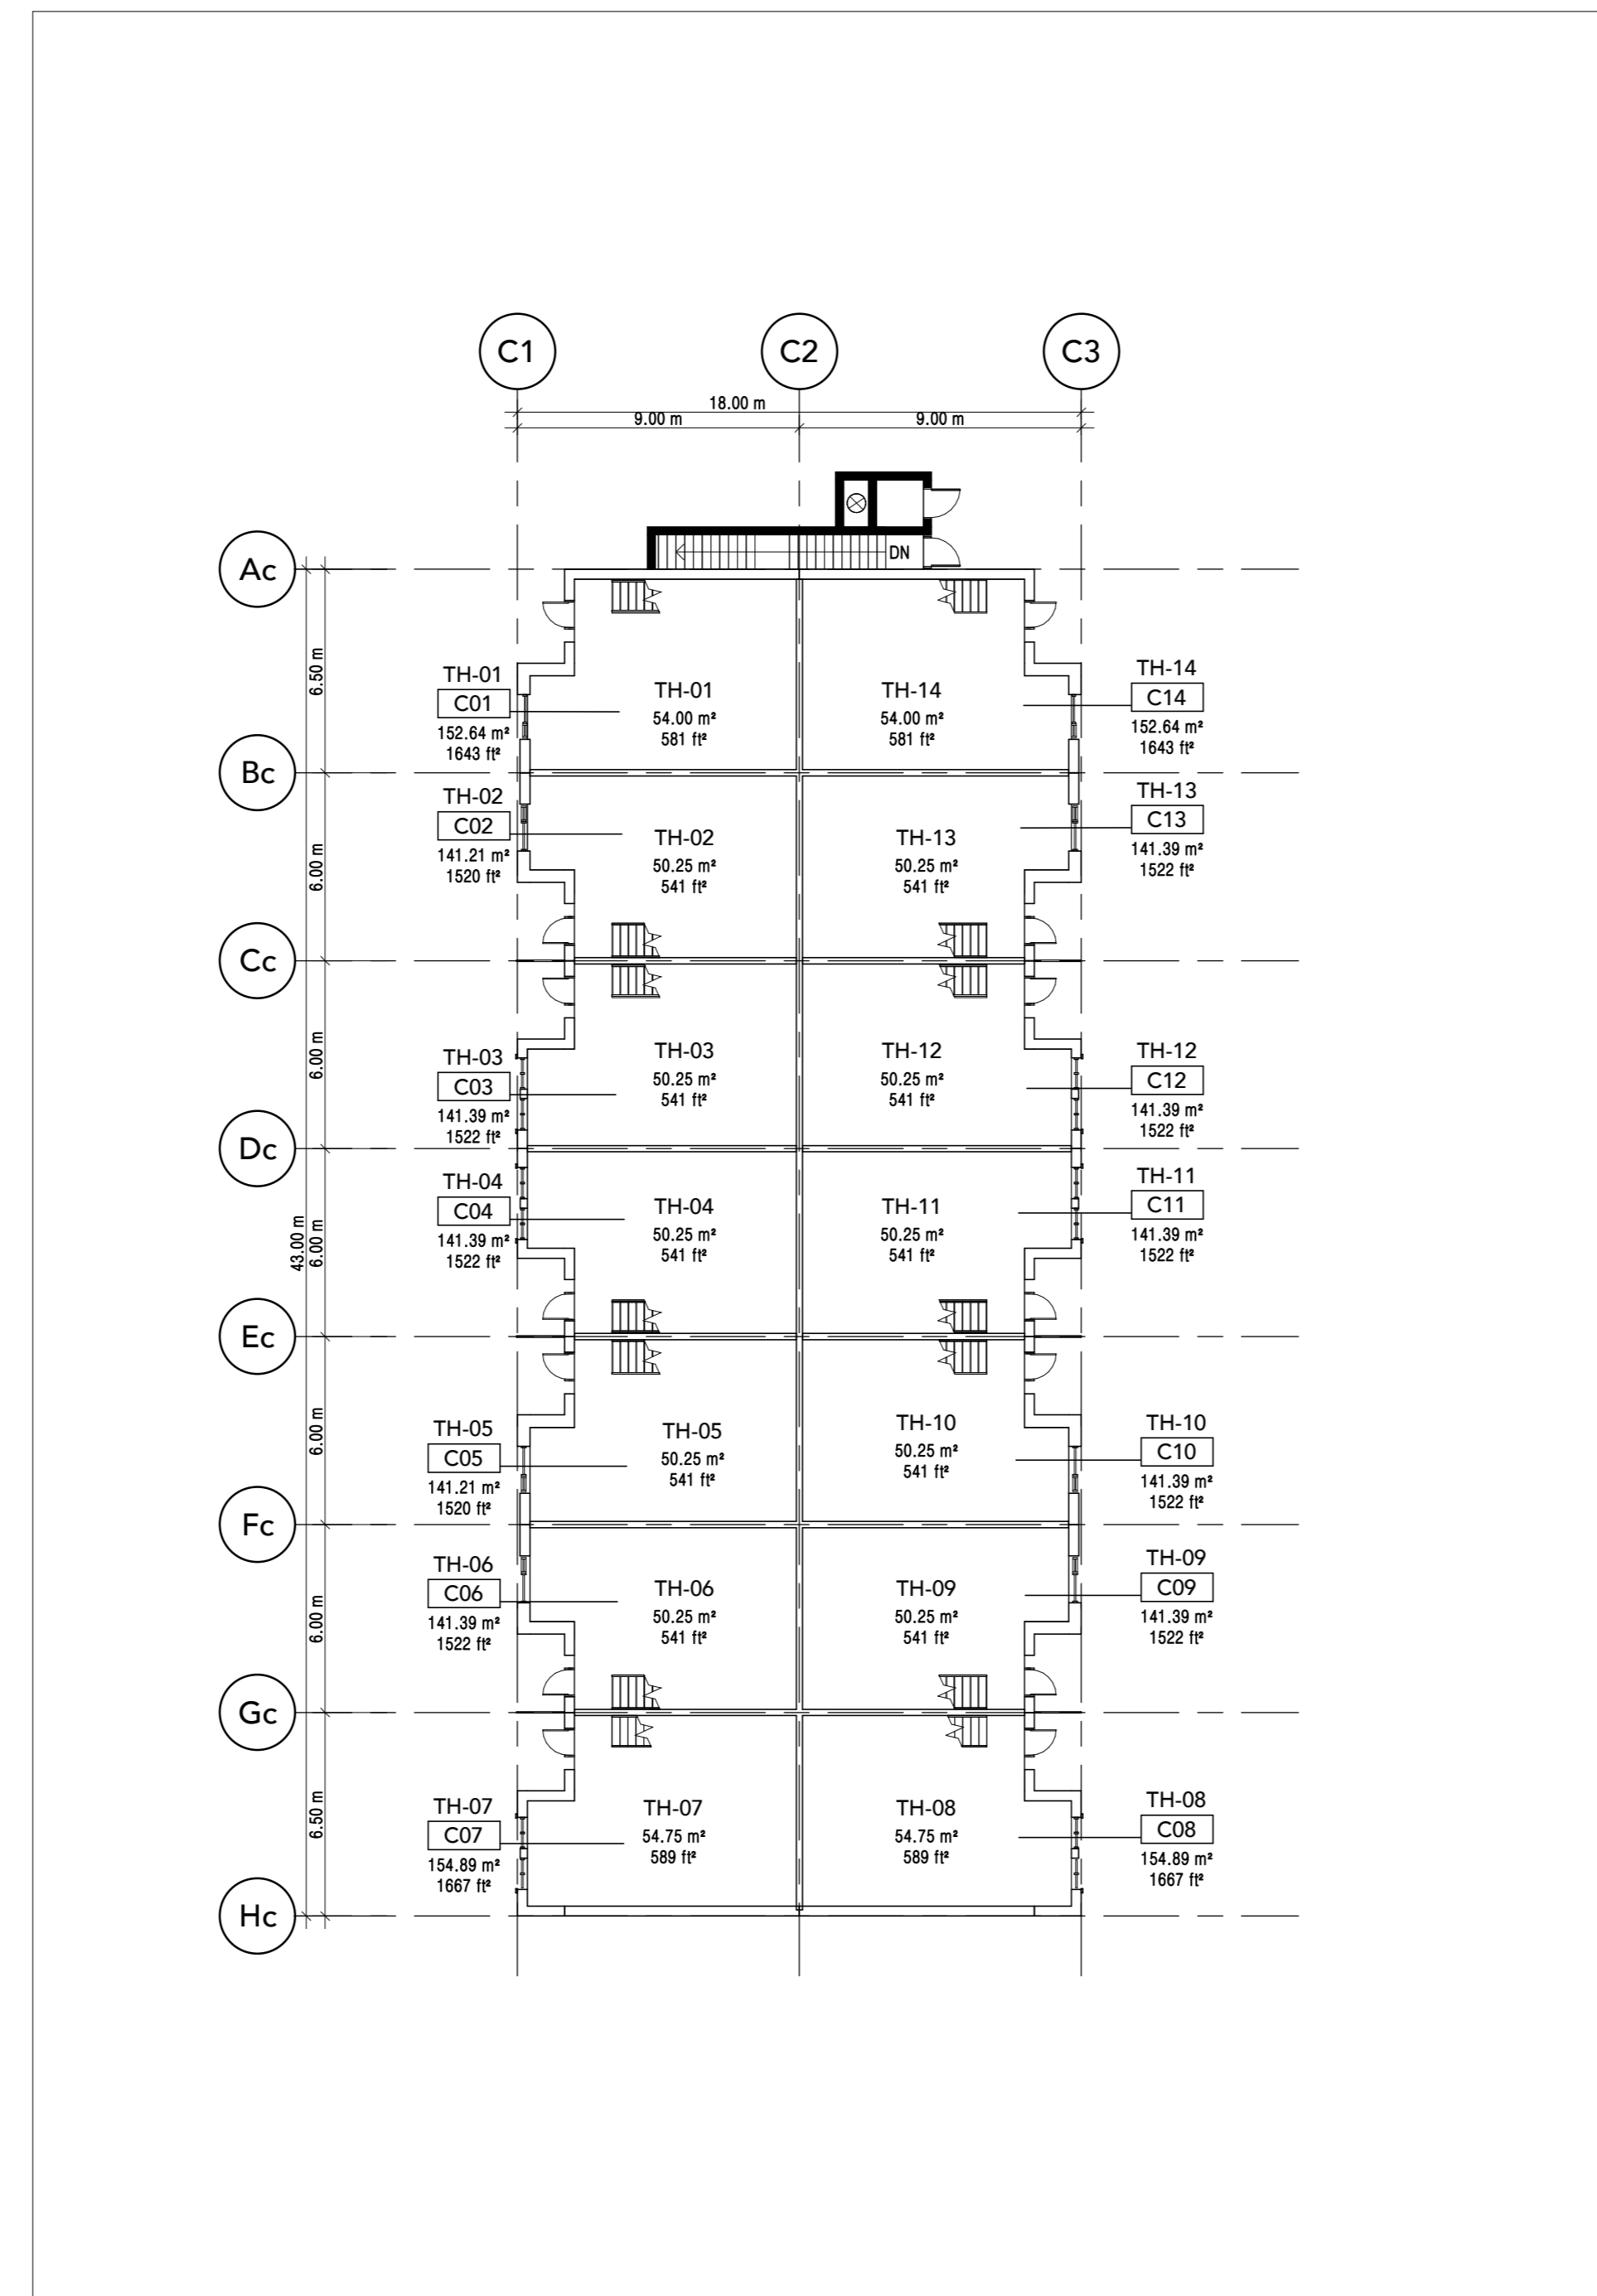 C1
C2
C3
18.00 m
9.00 m
9.00 m
DN
Ac
6.50 m
TH-01
C01
152.64 m²
1643 ft²
TH-01
54.00 m²
581 ft²
TH-14
54.00 m²
581 ft²
TH-14
C14
152.64 m²
1643 ft²
Bc
6.00 m
TH-02
C02
141.21 m²
1520 ft²
TH-02
50.25 m²
541 ft²
TH-13
50.25 m²
541 ft²
TH-13
C13
141.39 m²
1522 ft²
Cc
6.00 m
TH-03
C03
141.39 m²
1522 ft²
TH-03
50.25 m²
541 ft²
TH-12
50.25 m²
541 ft²
TH-12
C12
141.39 m²
1522 ft²
Dc
43.00 m
6.00 m
TH-04
C04
141.39 m²
1522 ft²
TH-04
50.25 m²
541 ft²
TH-11
50.25 m²
541 ft²
TH-11
C11
141.39 m²
1522 ft²
Ec
6.00 m
TH-05
C05
141.21 m²
1520 ft²
TH-05
50.25 m²
541 ft²
TH-10
50.25 m²
541 ft²
TH-10
C10
141.39 m²
1522 ft²
Fc
6.00 m
TH-06
C06
141.39 m²
1522 ft²
TH-06
50.25 m²
541 ft²
TH-09
50.25 m²
541 ft²
TH-09
C09
141.39 m²
1522 ft²
Gc
6.50 m
TH-07
C07
154.89 m²
1667 ft²
TH-07
54.75 m²
589 ft²
TH-08
54.75 m²
589 ft²
TH-08
C08
154.89 m²
1667 ft²
Hc